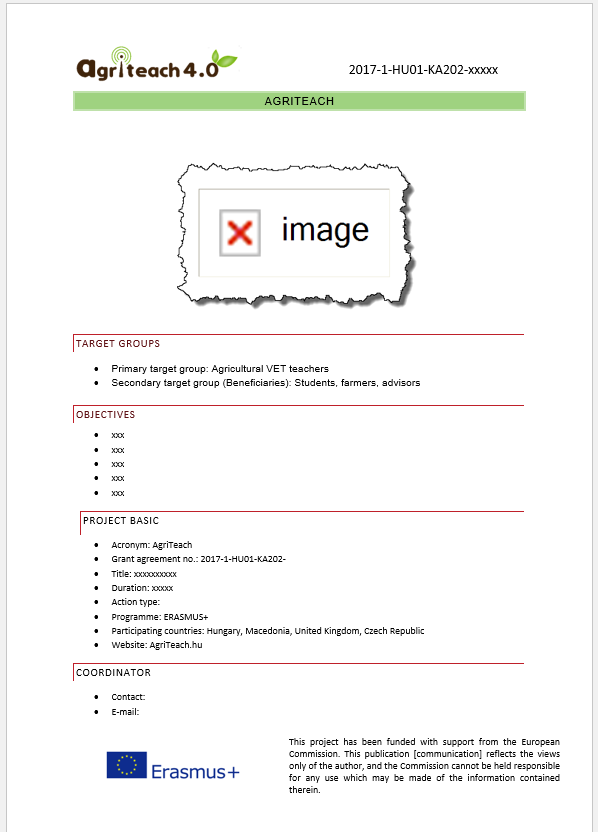 agriteach 4.0
2017-1-HU01-KA202-xxxxx
AGRITEACH
image
TARGET GROUPS
• Primary target group: Agricultural VET teachers
• Secondary target group (Beneficiaries): Students, farmers, advisors
OBJECTIVES
• xxx
• xxx
• xxx
• xxx
• xxx
PROJECT BASIC
• Acronym: AgriTeach
• Grant agreement no.: 2017-1-HU01-KA202-
• Title: xxxxxxxxxx
• Duration: xxxxx
• Action type:
• Programme: ERASMUS+
• Participating countries: Hungary, Macedonia, United Kingdom, Czech Republic
• Website: AgriTeach.hu
COORDINATOR
• Contact:
• E-mail:
Erasmus+
This project has been funded with support from the European
Commission. This publication [communication] reflects the views
only of the author, and the Commission cannot be held responsible
for any use which may be made of the information contained
therein.